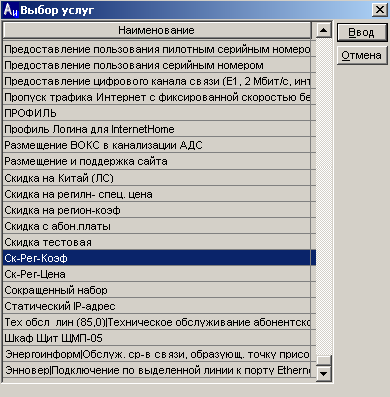 Выбор услуг
Наименование
Ввод
Отмена
Предоставление пользования пилотным серийным номеро
Предоставление пользования серийным номером
Предоставление цифрового канала связи (E1, 2 Мбит/с, инт
Пропуск трафика Интернет с фиксированной скоростью бе
ПРОФИЛЬ
Профиль Логина для InternetHome
Размещение ВОКС в канализации АДС
Размещение и поддержка сайта
Скидка на Китай (ЛС)
Скидка на регилн- спец. цена
Скидка на регион-коэф
Скидка с абон.платы
Скидка тестовая
Ск-Рег-Коэф
Ск-Рег-Цена
Сокращенный набор
Статический IP-адрес
Тех обсл лин (85,0)|Техническое обслуживание абонентско
Шкаф Щит ЩМП-05
Энергоинформ|Обслуж. ср-в связи, образующ. точку присо
Энновер|Подключение по выделенной линии к порту Etherne